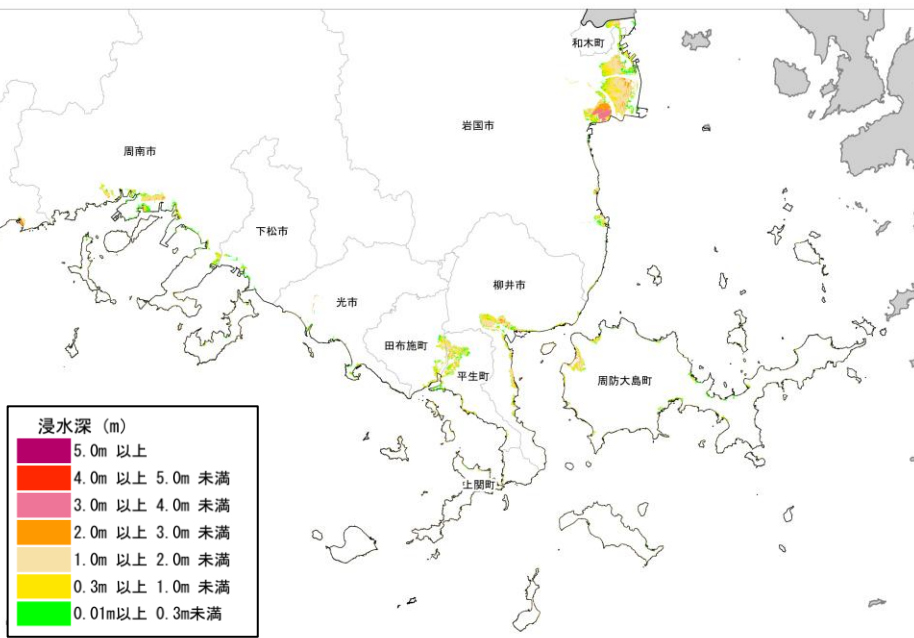 和木町
岩国市
周南市
下松市
柳井市
光市
田布施町
平生町
周防大島町
上関町
浸水深（m）
5.0m 以上
4.0m 以上 5.0m 未満
3.0m 以上 4.0m 未満
2.0m 以上 3.0m 未満
1.0m 以上 2.0m 未満
0.3m 以上 1.0m 未満
0.01m以上 0.3m未満